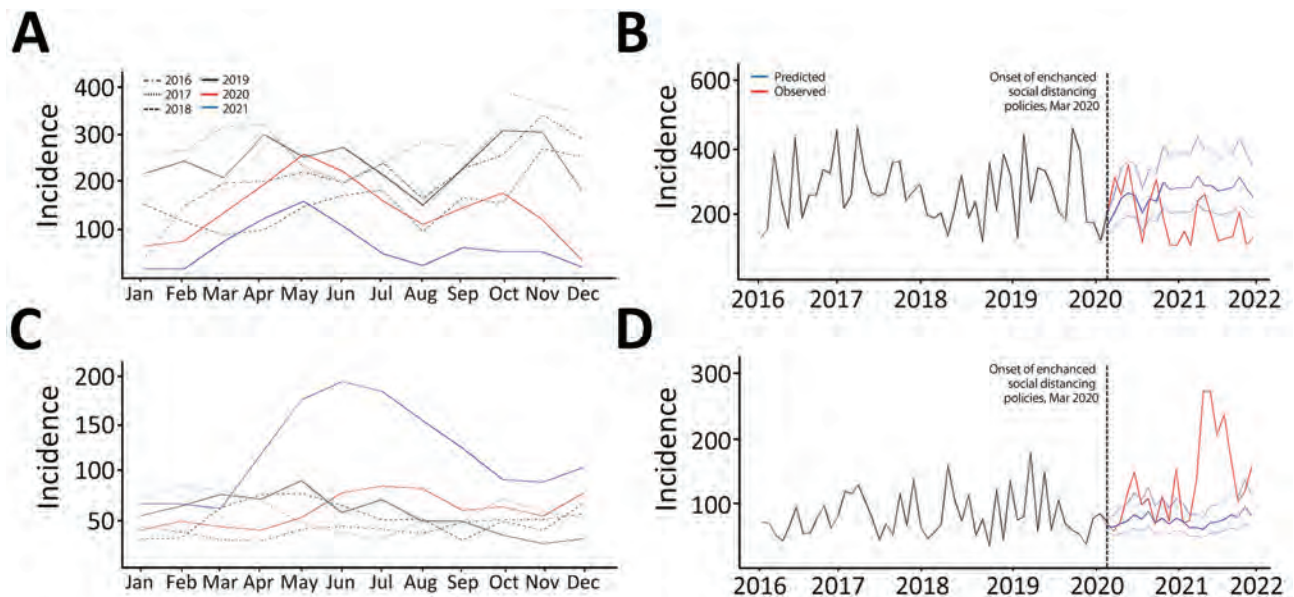 A
Incidence
400
300
200
100
2016
2017
2018
2019
2020
2021
Jan Feb Mar Apr May Jun Jul Aug Sep Oct Nov Dec
B
Incidence
600
400
200
Predicted
Observed
Onset of enchanced
social distancing
policies, Mar 2020
2016 2017 2018 2019 2020 2021 2022
C
Incidence
200
150
100
50
Jan Feb Mar Apr May Jun Jul Aug Sep Oct Nov Dec
D
Incidence
300
200
100
Onset of enchanced
social distancing
policies, Mar 2020
2016 2017 2018 2019 2020 2021 2022